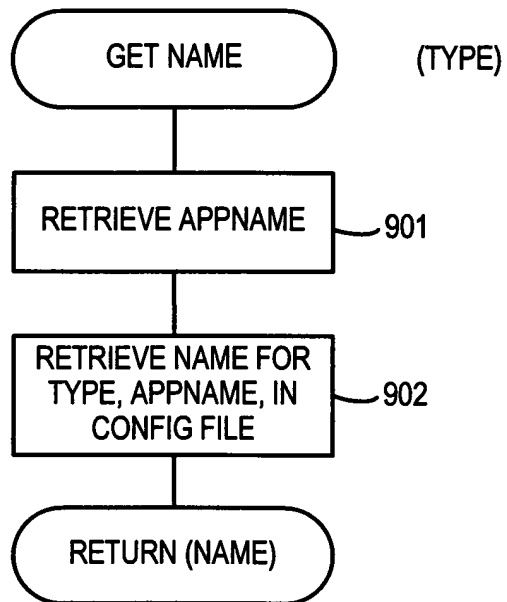 GET NAME (TYPE)
RETRIEVE APPNAME
901
RETRIEVE NAME FOR
TYPE, APPNAME, IN
CONFIG FILE
902
RETURN (NAME)